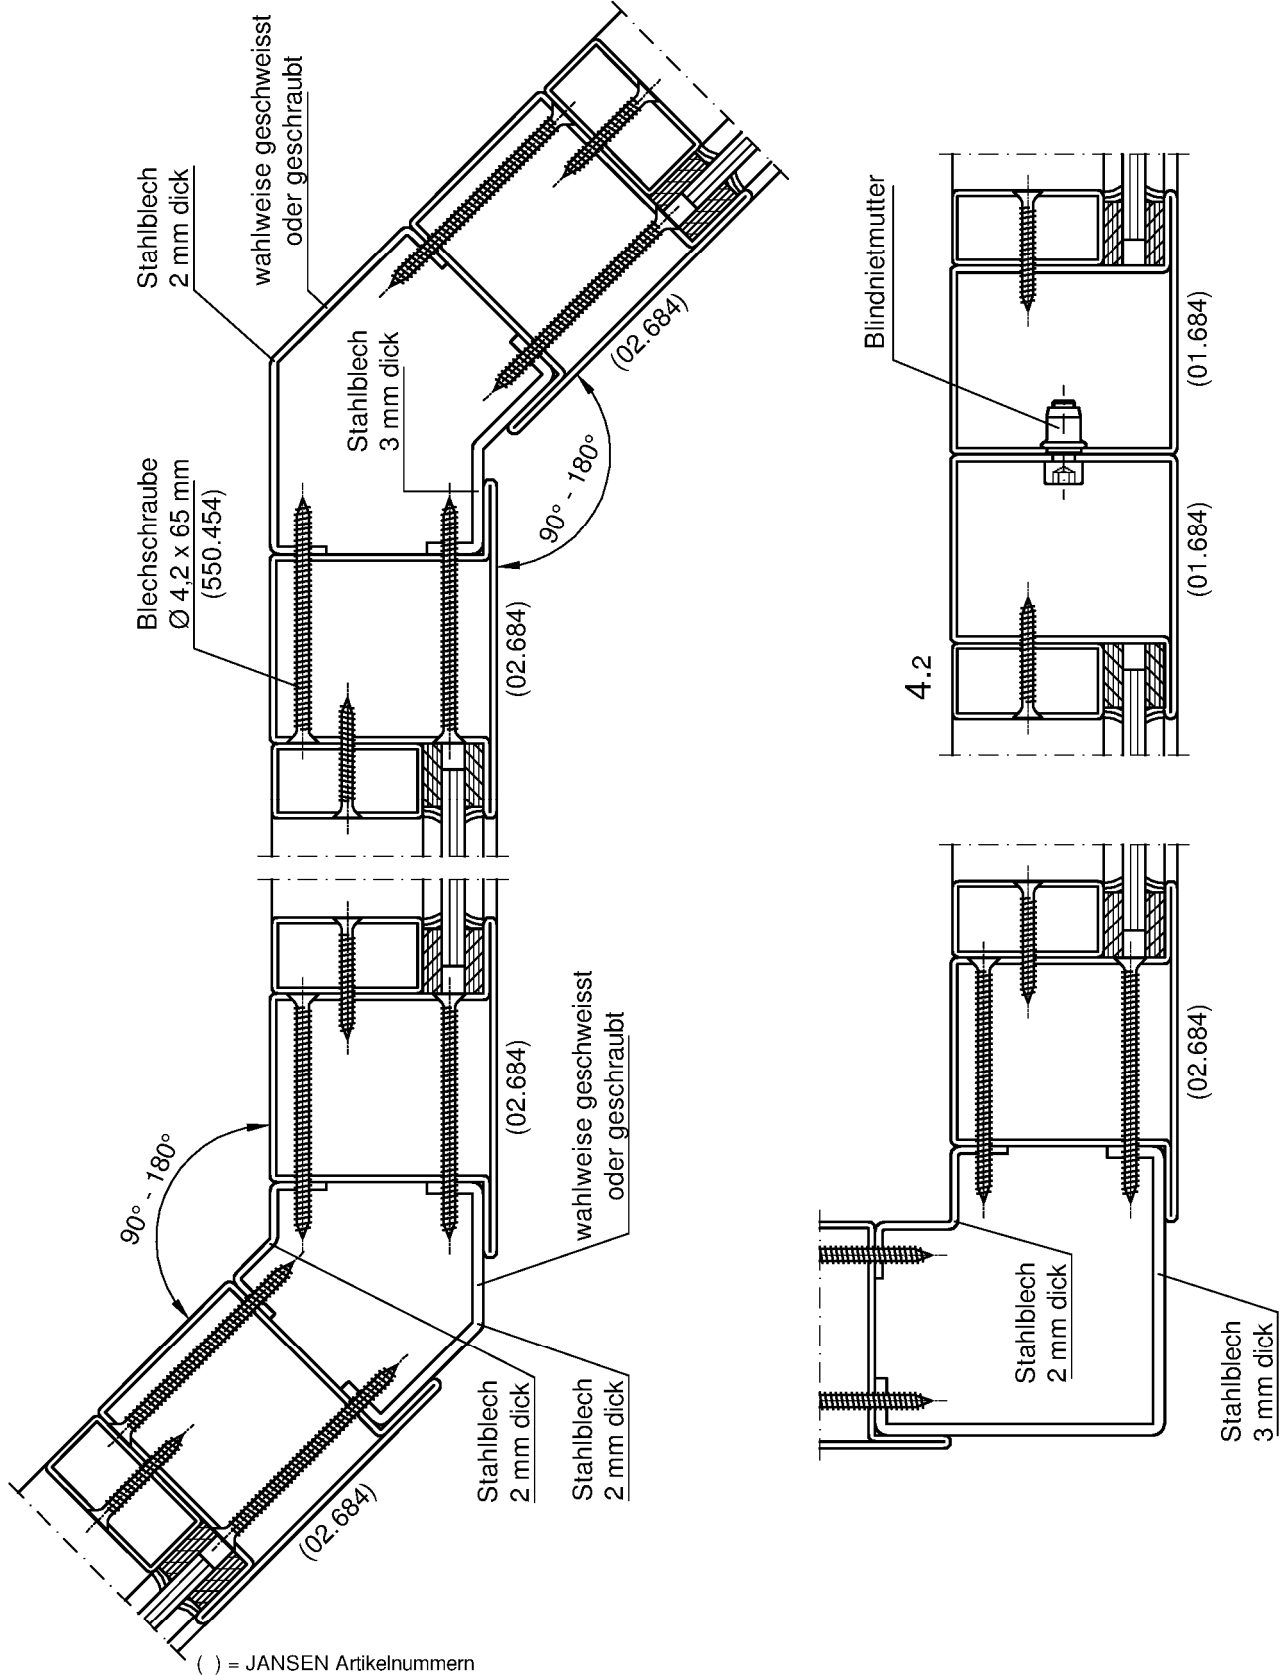 wahlweise geschweisst
oder geschraubt
Stahlblech
2 mm dick
Stahlblech
3 mm dick
(02.684)
90° - 180°
Blechschraube
Ø 4,2 x 65 mm
(550.454)
(02.684)
Blindnietmutter
(01.684)
(01.684)
4.2
90° - 180°
(02.684)
wahlweise geschweisst
oder geschraubt
Stahlblech
2 mm dick
Stahlblech
2 mm dick
(02.684)
(02.684)
Stahlblech
2 mm dick
Stahlblech
3 mm dick
( ) = JANSEN Artikelnummern